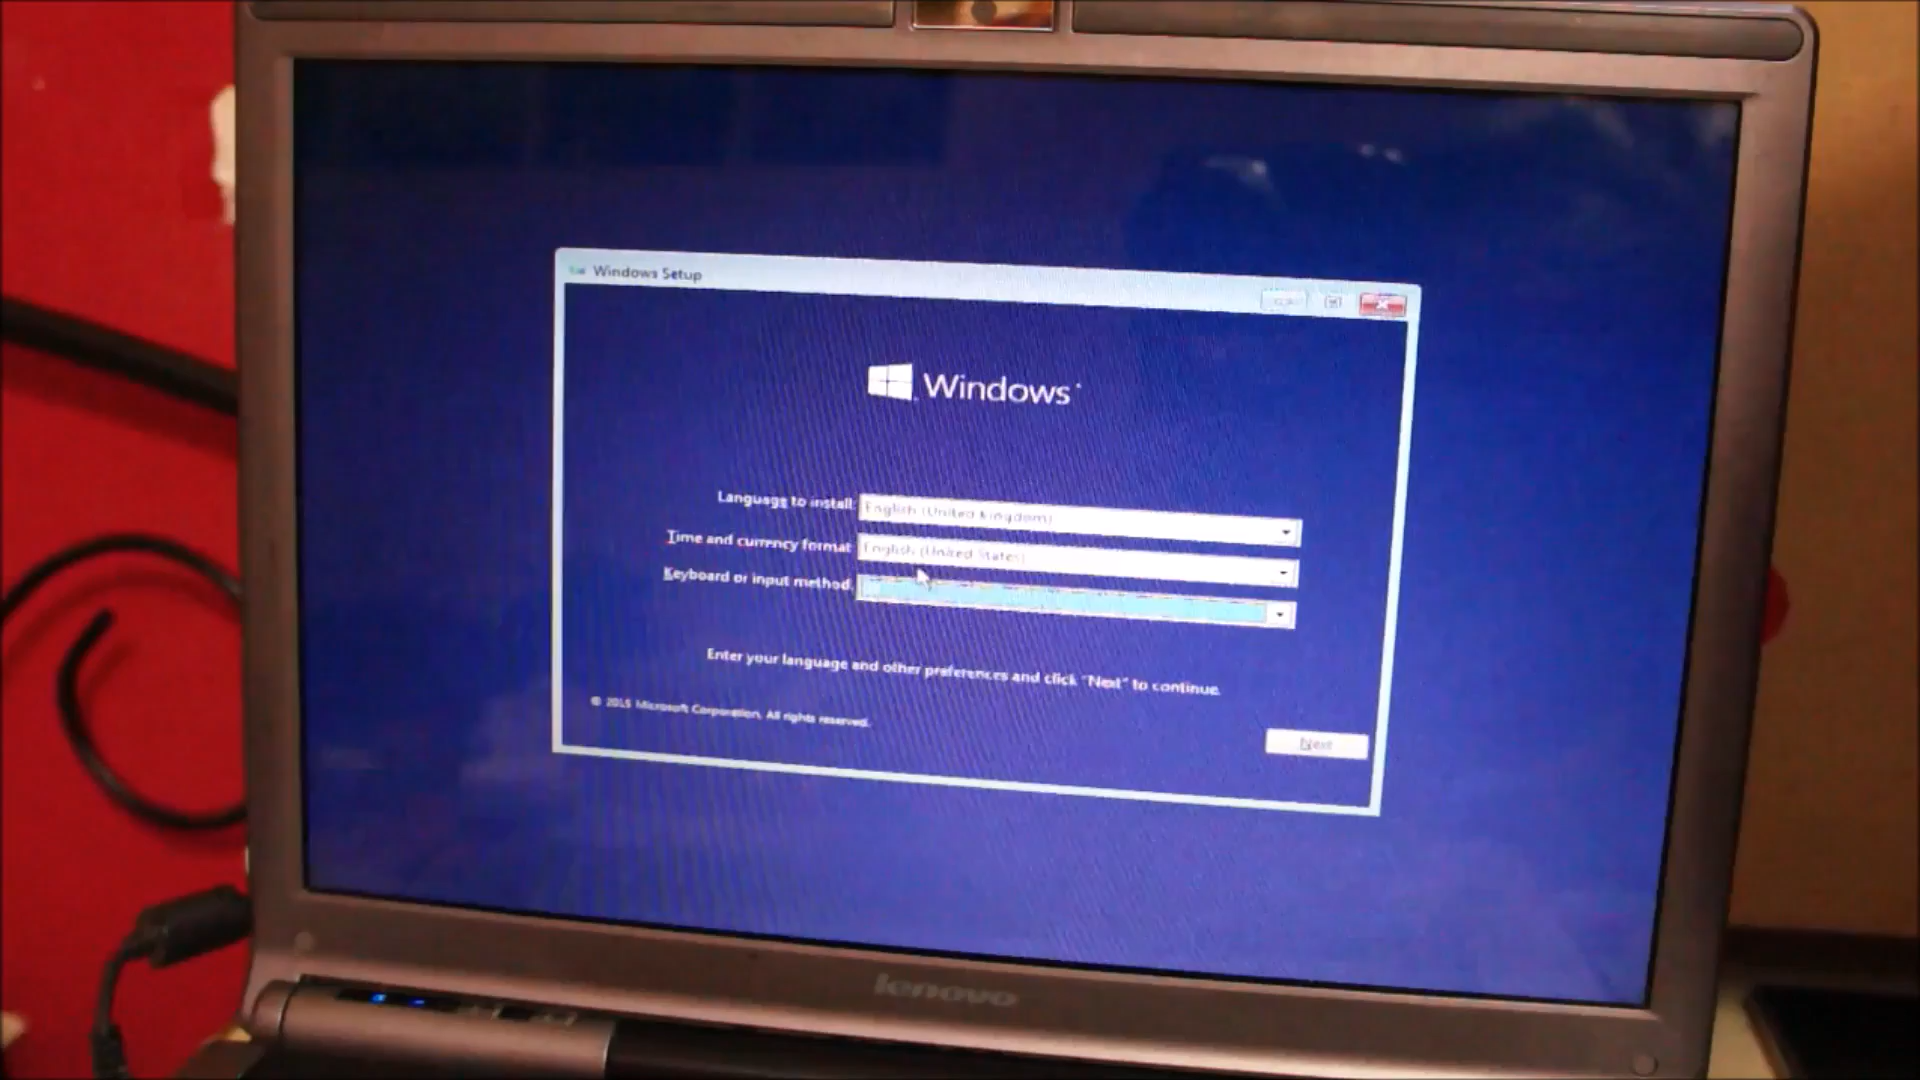 Windows Setup
Windows
Language to install: English (United Kingdom)
Time and currency format: English (United States)
Keyboard or input method:
Enter your language and other preferences and click "Next" to continue.
© 2015 Microsoft Corporation. All rights reserved.
Next
lenovo